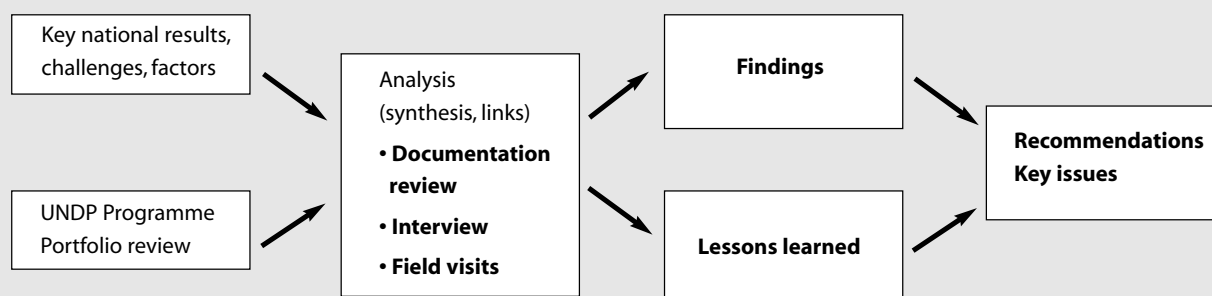 Key national results,
challenges, factors
UNDP Programme
Portfolio review
Analysis
(synthesis, links)
• Documentation
review
• Interview
• Field visits
Findings
Lessons learned
Recommendations
Key issues